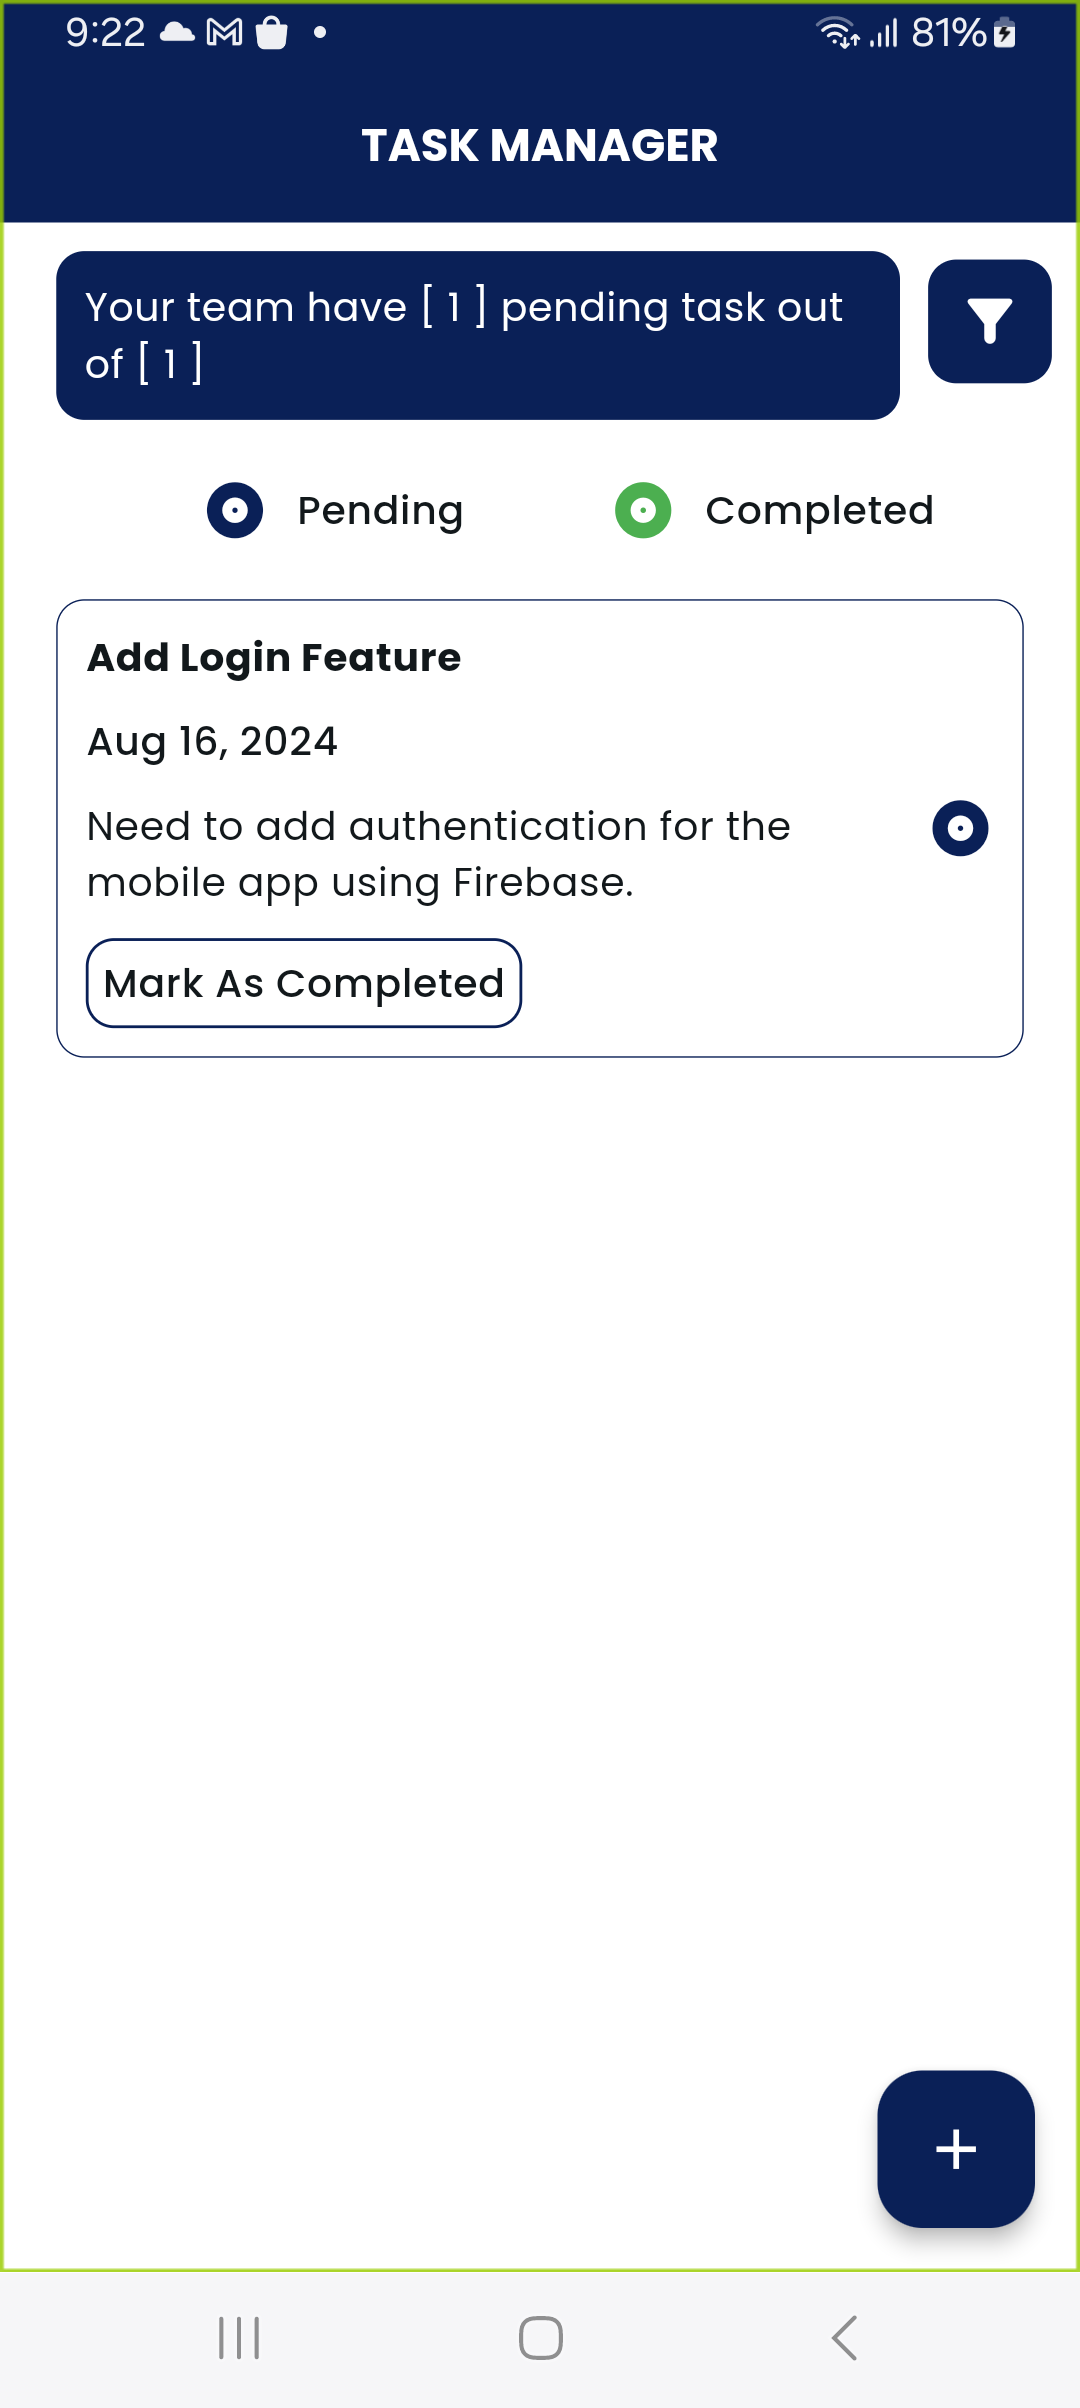 9:22
81%
TASK MANAGER
Your team have [ 1 ] pending task out
of [ 1 ]
Pending
Completed
Add Login Feature
Aug 16, 2024
Need to add authentication for the
mobile app using Firebase.
Mark As Completed